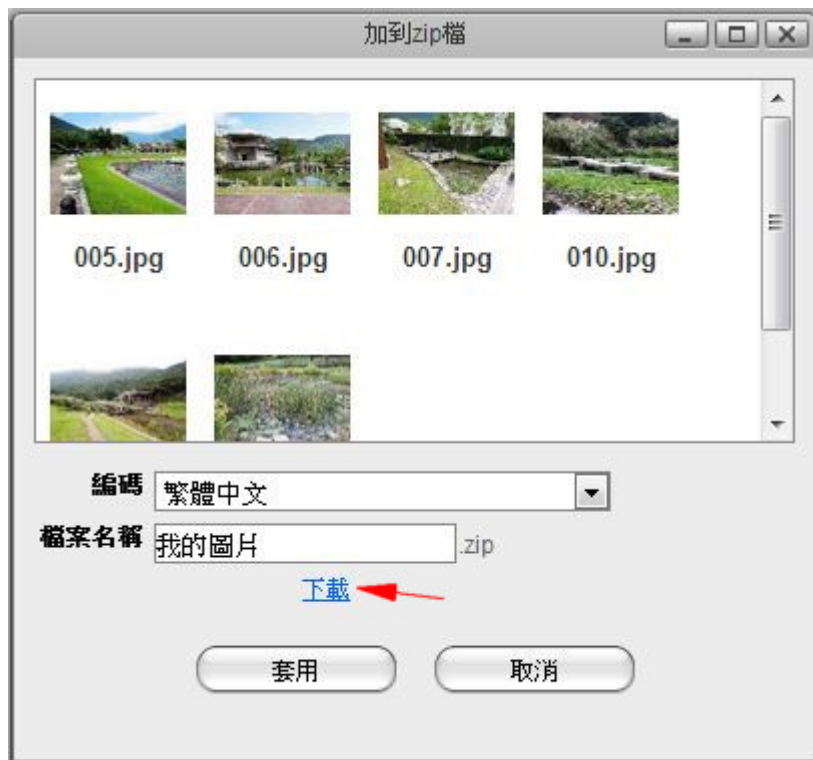 加到zip檔
005.jpg 006.jpg 007.jpg 010.jpg
編碼 繁體中文
檔案名稱 我的圖片 .zip
下載
套用 取消